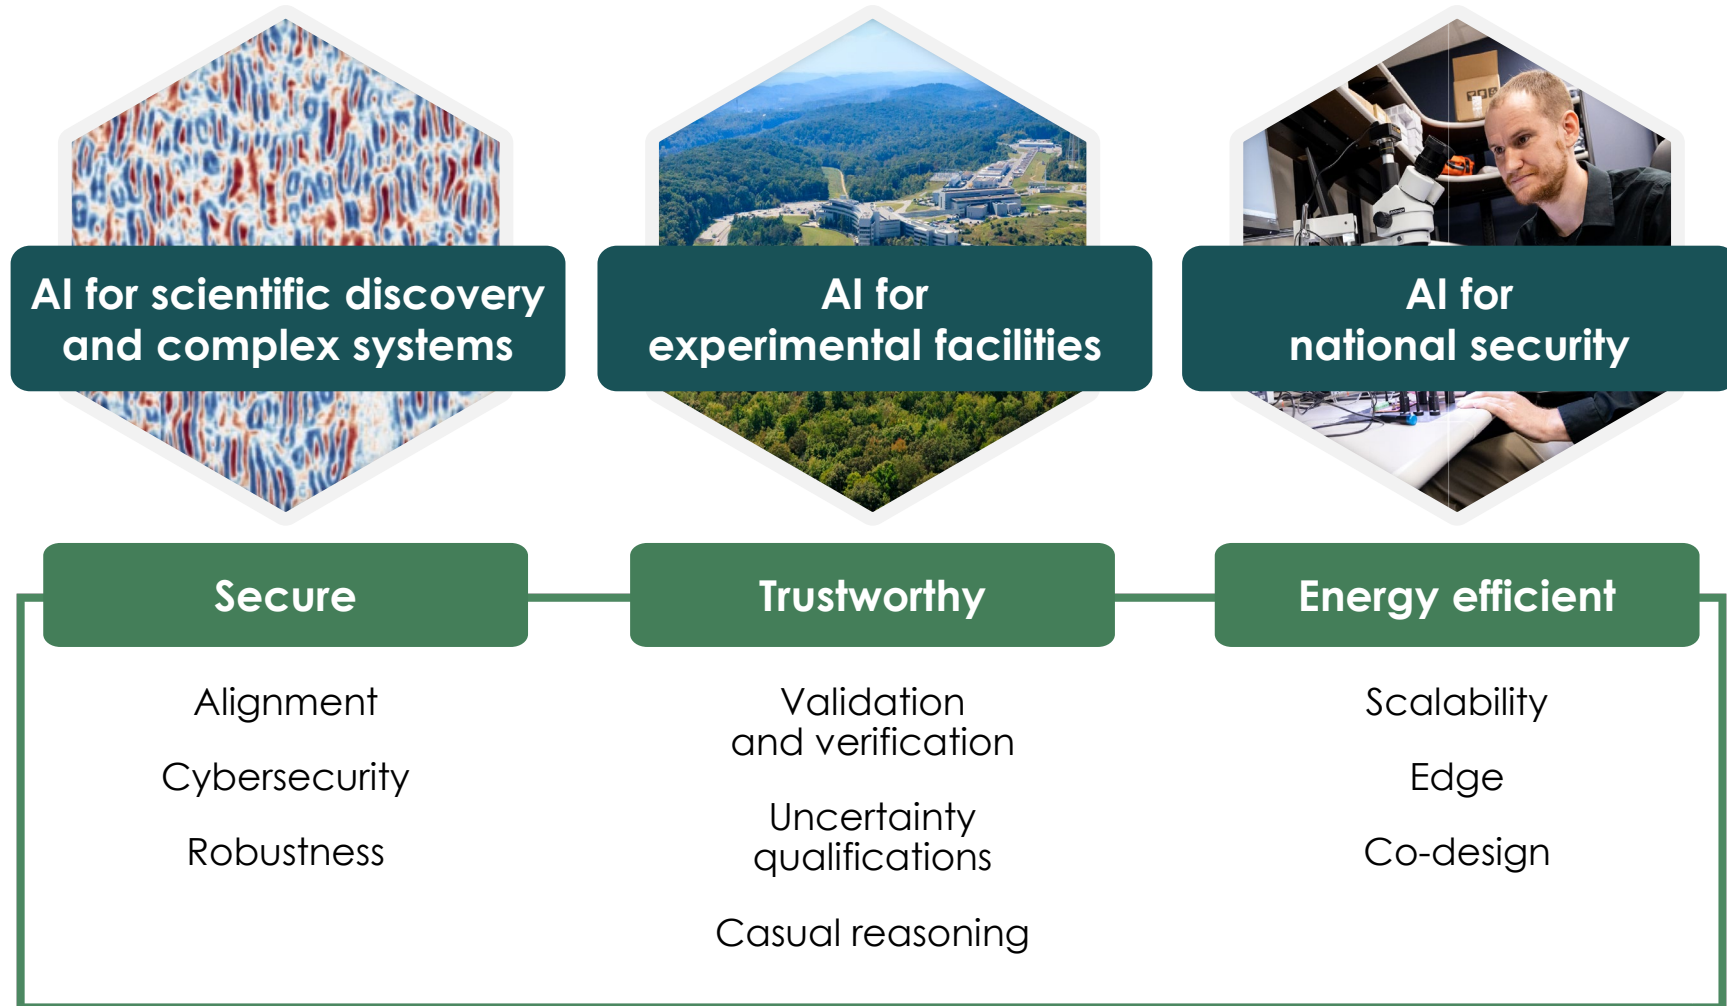 AI for scientific discovery
and complex systems
AI for
experimental facilities
AI for
national security
Secure
Trustworthy
Energy efficient
Alignment
Cybersecurity
Robustness
Validation
and verification
Uncertainty
qualifications
Casual reasoning
Scalability
Edge
Co-design